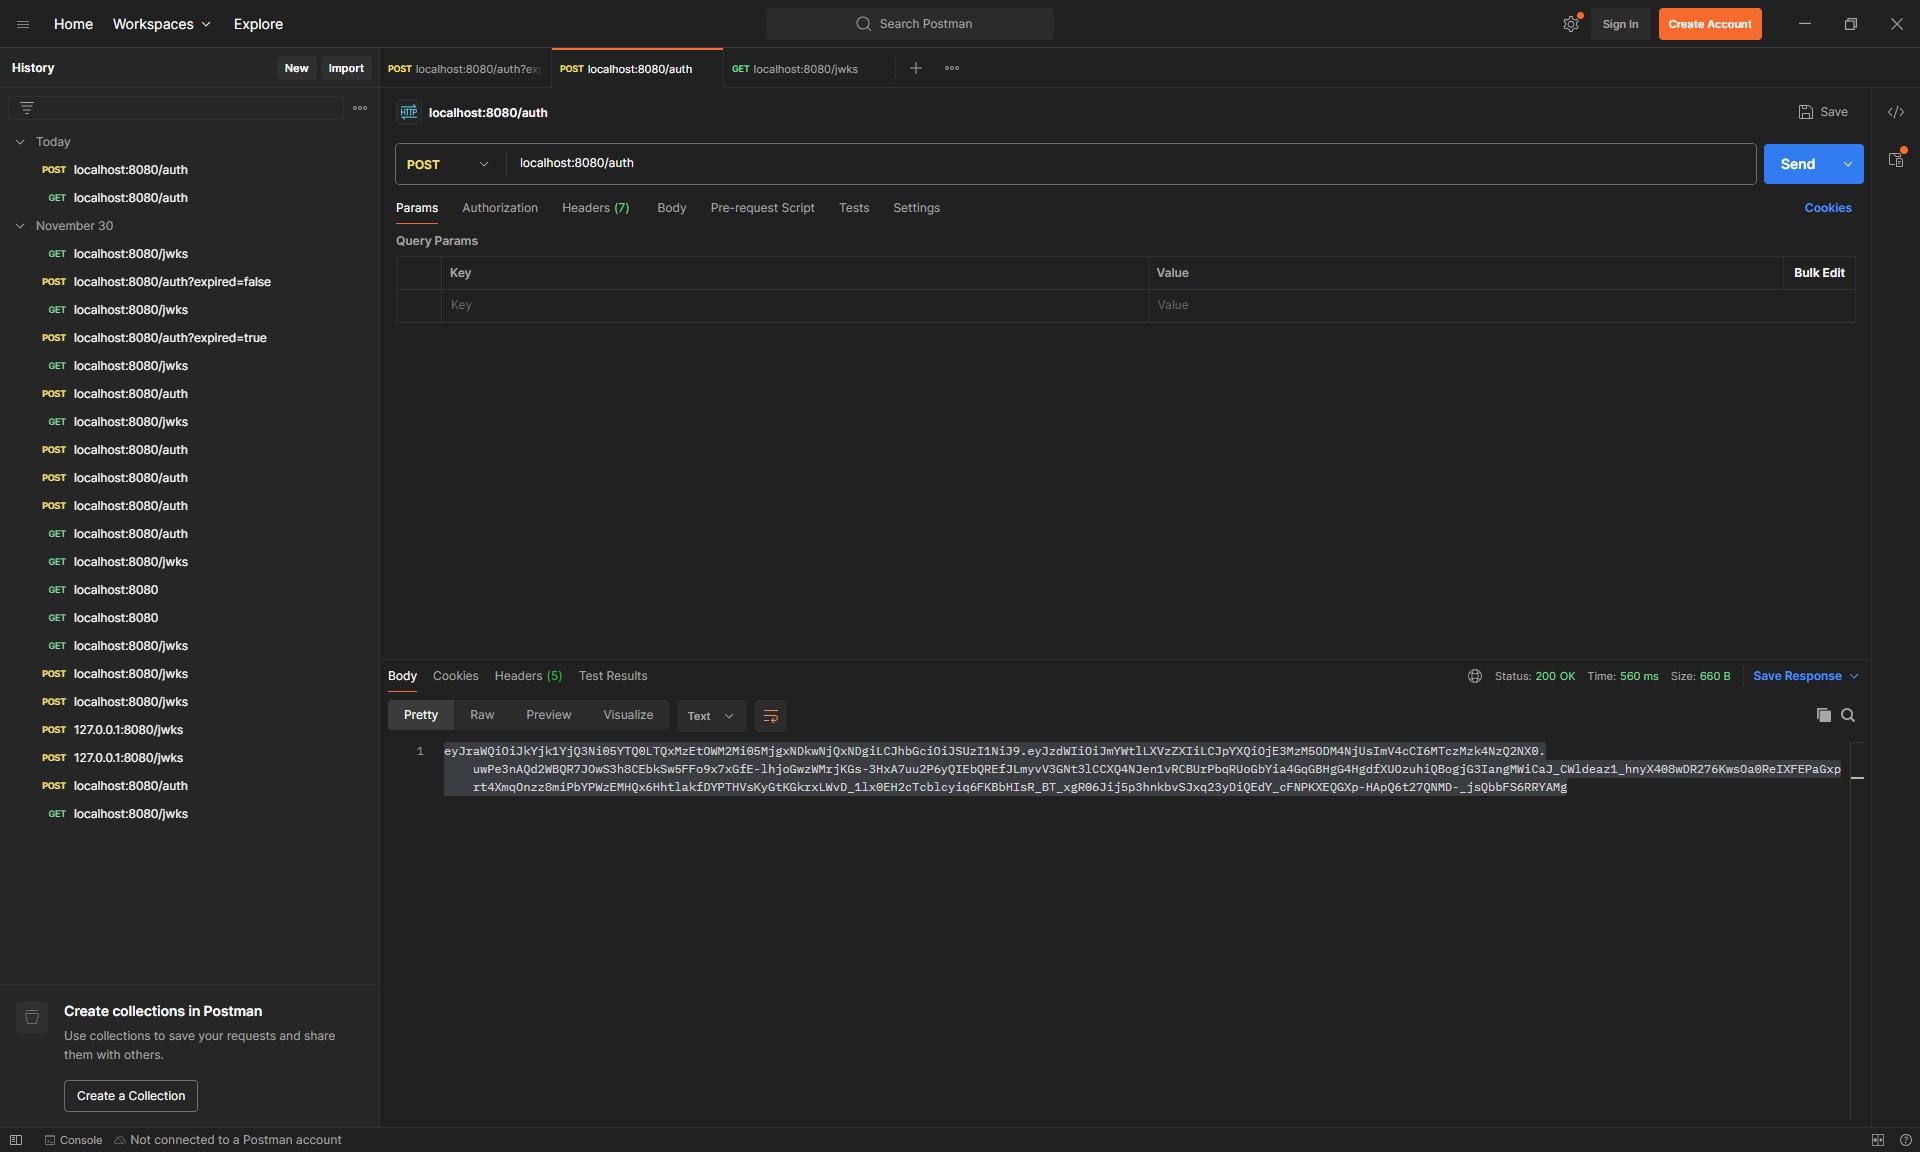 Home Workspaces Explore Search Postman Sign In Create Account
History New Import
POST localhost:8080/auth?ex POST localhost:8080/auth GET localhost:8080/jwks
HTTP localhost:8080/auth Save
Today
POST localhost:8080/auth
GET localhost:8080/auth
November 30
GET localhost:8080/jwks
POST localhost:8080/auth?expired=false
GET localhost:8080/jwks
POST localhost:8080/auth?expired=true
GET localhost:8080/jwks
POST localhost:8080/auth
GET localhost:8080/jwks
POST localhost:8080/auth
POST localhost:8080/auth
POST localhost:8080/auth
GET localhost:8080/auth
GET localhost:8080/jwks
GET localhost:8080
GET localhost:8080
GET localhost:8080/jwks
POST localhost:8080/jwks
POST localhost:8080/jwks
POST 127.0.0.1:8080/jwks
POST 127.0.0.1:8080/jwks
POST localhost:8080/auth
GET localhost:8080/jwks
Create collections in Postman
Use collections to save your requests and share
them with others.
Create a Collection
POST localhost:8080/auth Send
Params Authorization Headers (7) Body Pre-request Script Tests Settings Cookies
Query Params
Key Value Bulk Edit
Key Value
Body Cookies Headers (5) Test Results Status: 200 OK Time: 560 ms Size: 660 B Save Response
Pretty Raw Preview Visualize Text
1 eyJraWQiOiJkYjk1YjQ3Ni05YTQ0LTQxMzEtOWM2Mi05MjgxNDkwNjQxNDgiLCJhbGciOiJSUzI1NiJ9.eyJzdWIiOiJmYWtlLXVzZXIiLCJpYXQiOjE3MzM5ODM4NjUsImV4cCI6MTczMzk4NzQ2NX0.
uwPe3nAQd2WBQR7JOwS3h8CEbkSw5FFo9x7xGfE-lhjoGwzWMrjKGs-3HxA7uu2P6yQIEbQREfJLmyvV3GNt3lCCXQ4NJen1vRCBUrPbqRUoGbYia4GqGBHgG4HgdfXUOzuhiQBogjG3IangMWiCaJ_CWldeaz1_hnyX408wDR276KwsOa0ReIXFEPaGxp
rt4XmqOnzz8miPbYPWzEMHQx6HhtlakfDYPTHVsKyGtKGkrxLWvD_1lx0EH2cTcblcyiq6FKBbHIsR_BT_xgR06Jij5p3hnkbvSJxq23yDiQEdY_cFNPKXEQGXp-HApQ6t27QNMD-_jsQbbFS6RRYAMg
Console Not connected to a Postman account